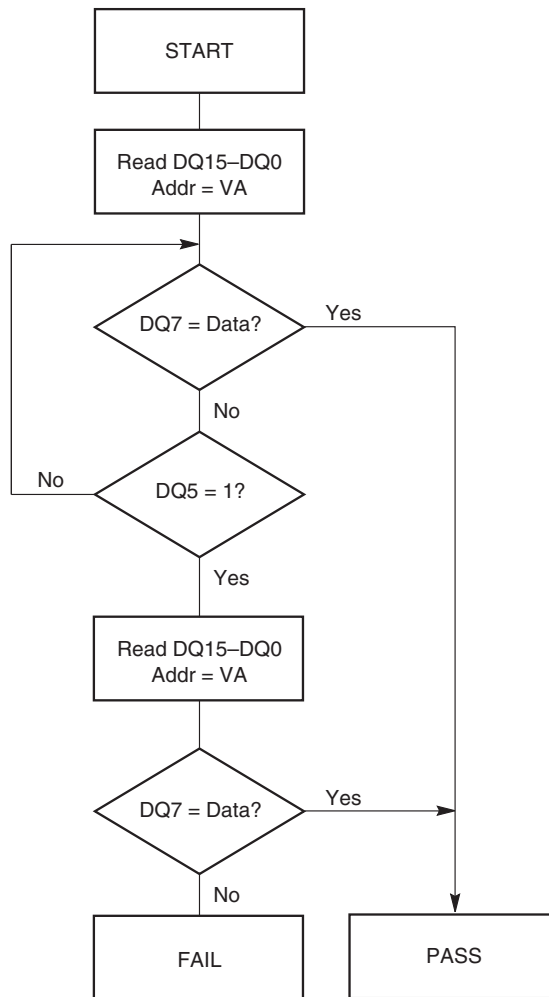 START
Read DQ15–DQ0
Addr = VA
DQ7 = Data?
Yes
No
No
DQ5 = 1?
Yes
Read DQ15–DQ0
Addr = VA
DQ7 = Data?
Yes
No
FAIL
PASS